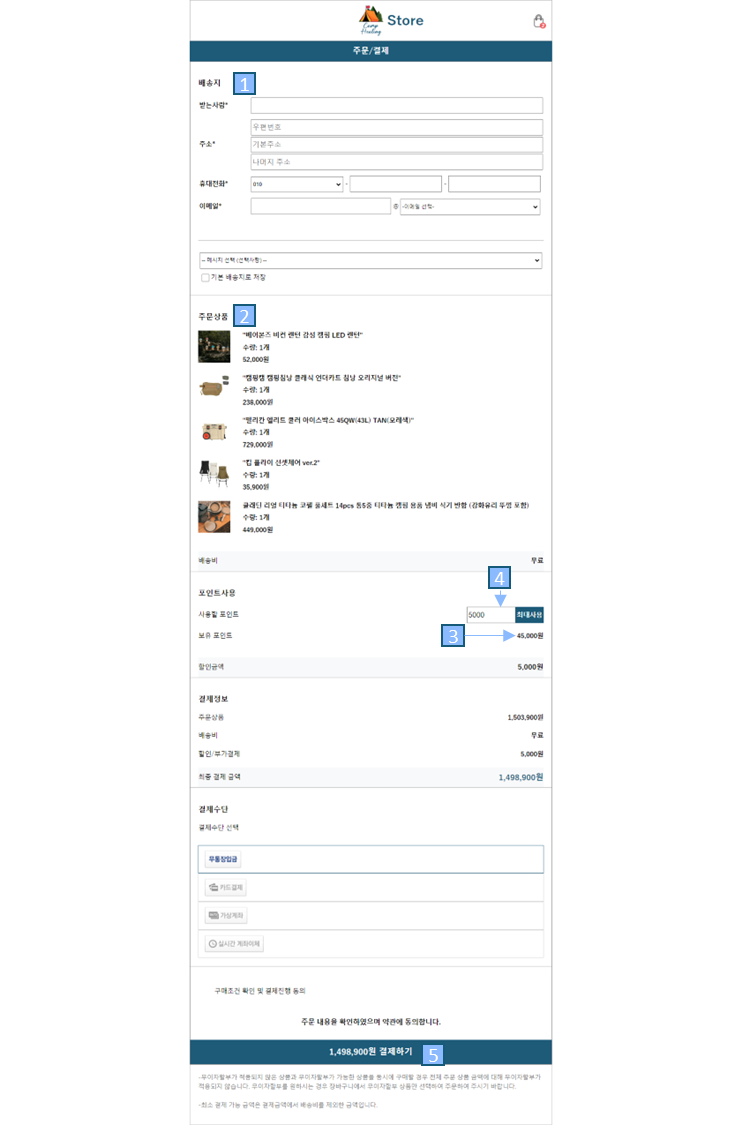 Camp
Healing
Store
2
주문/결제
배송지
1
받는사람*
우편번호
주소*
기본주소
나머지 주소
휴대전화*
010
-
-
이메일*
@ -이메일 선택-
-- 메시지 선택 (선택사항) --
기본 배송지로 저장
주문상품
2
"베이몬즈 비컨 랜턴 감성 캠핑 LED 랜턴"
수량: 1개
52,000원
"캠핑캠 캠핑침낭 클래식 언더카트 침낭 오리지널 버전"
수량: 1개
238,000원
"펠리칸 엘리트 쿨러 아이스박스 45QW(43L) TAN(모래색)"
수량: 1개
729,000원
"킵 플라이 선셋체어 ver.2"
수량: 1개
35,900원
티타늄 코펠 풀세트 14pcs 통5중 티타늄 캠핑 용품 냄비 식기 반합 (강화유리 뚜껑 포함)
수량: 1개
449,000원
배송비
무료
4
포인트사용
사용할 포인트
5000
최대사용
보유 포인트
3
45,000원
할인금액
5,000원
결제정보
주문상품
1,503,900원
배송비
무료
할인/부가결제
5,000원
최종 결제 금액
1,498,900원
결제수단
결제수단 선택
무통장입금
카드결제
가상계좌
실시간 계좌이체
구매조건 확인 및 결제진행 동의
주문 내용을 확인하였으며 약관에 동의합니다.
1,498,900원 결제하기
5
-무이자할부가 적용되지 않은 상품과 무이자할부가 가능한 상품을 동시에 구매할 경우 전체 주문 상품 금액에 대해 무이자할부가
적용되지 않습니다. 무이자할부를 원하시는 경우 장바구니에서 무이자할부 상품만 선택하여 주문하여 주시기 바랍니다.
-최소 결제 가능 금액은 결제금액에서 배송비를 제외한 금액입니다.